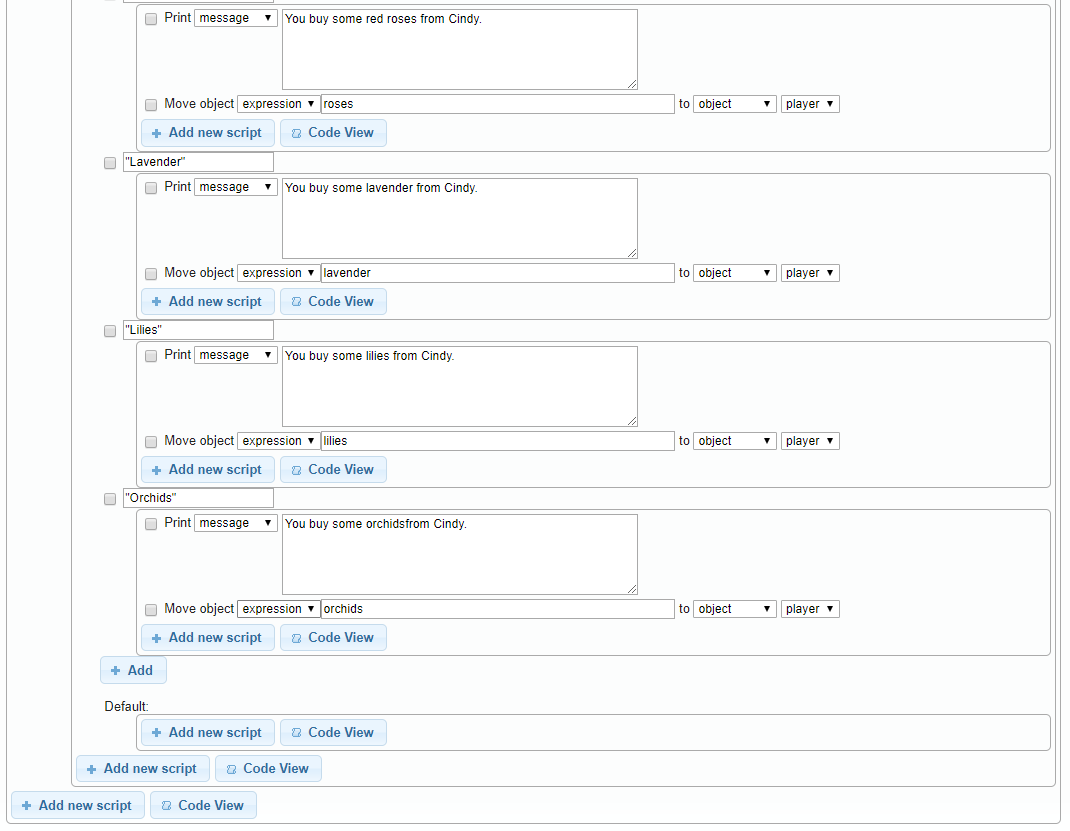 Print message You buy some red roses from Cindy.
Move object expression roses to object player
Add new script Code View
"Lavender"
Print message You buy some lavender from Cindy.
Move object expression lavender to object player
Add new script Code View
"Lilies"
Print message You buy some lilies from Cindy.
Move object expression lilies to object player
Add new script Code View
"Orchids"
Print message You buy some orchidsfrom Cindy.
Move object expression orchids to object player
Add new script Code View
Add
Default:
Add new script Code View
Add new script Code View
Add new script Code View